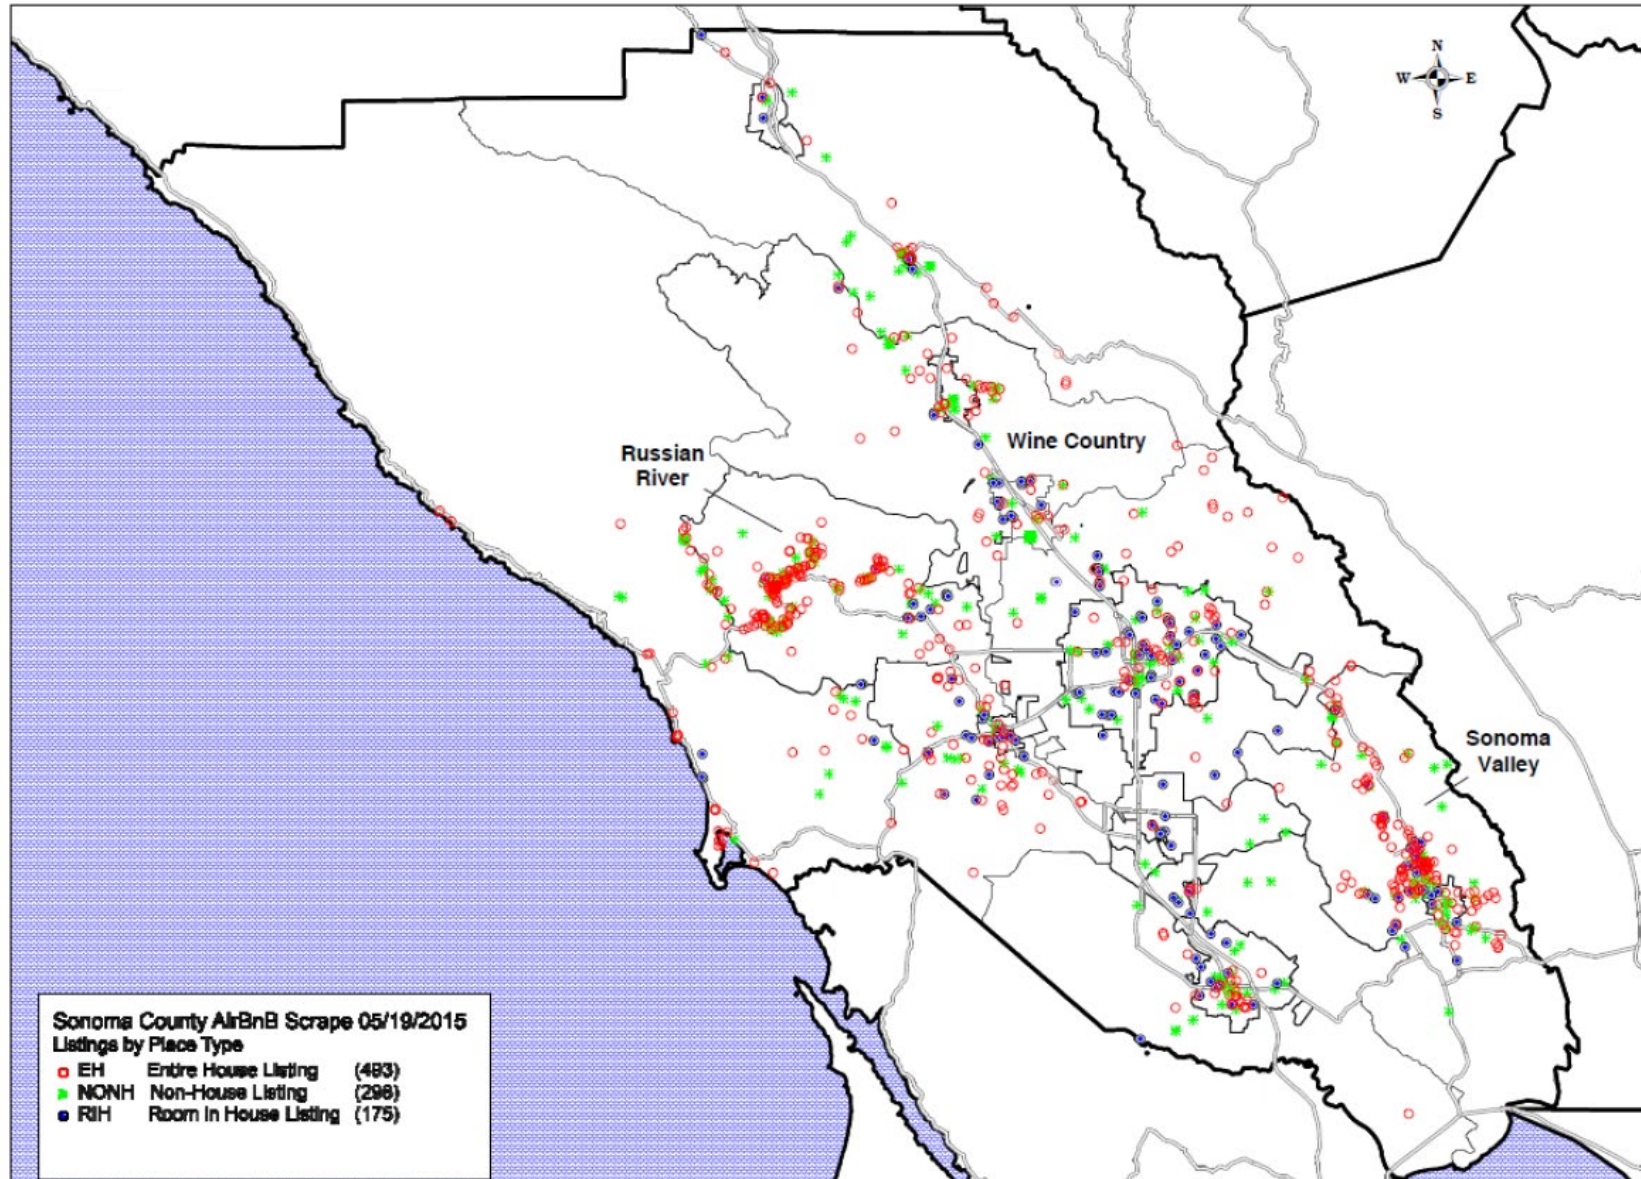 N
W E
S
Russian
River
Wine Country
Sonoma
Valley
Sonoma County AirBnB Scrape 05/19/2015
Listings by Place Type
EH Entire House Listing (493)
NONH Non-House Listing (298)
RIH Room in House Listing (175)